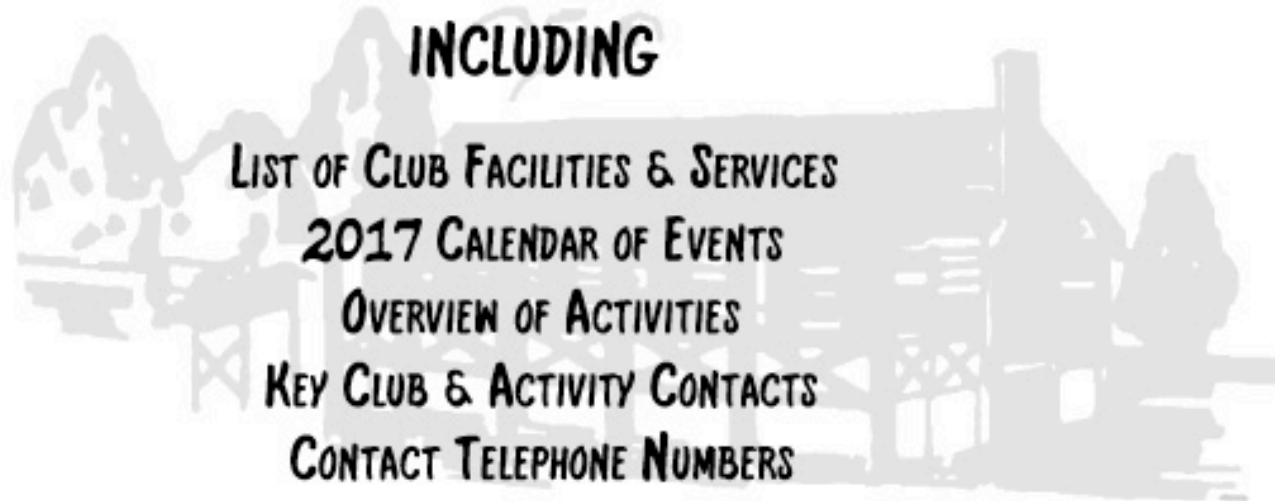 INCLUDING
LIST OF CLUB FACILITIES & SERVICES
2017 CALENDAR OF EVENTS
OVERVIEW OF ACTIVITIES
KEY CLUB & ACTIVITY CONTACTS
CONTACT TELEPHONE NUMBERS